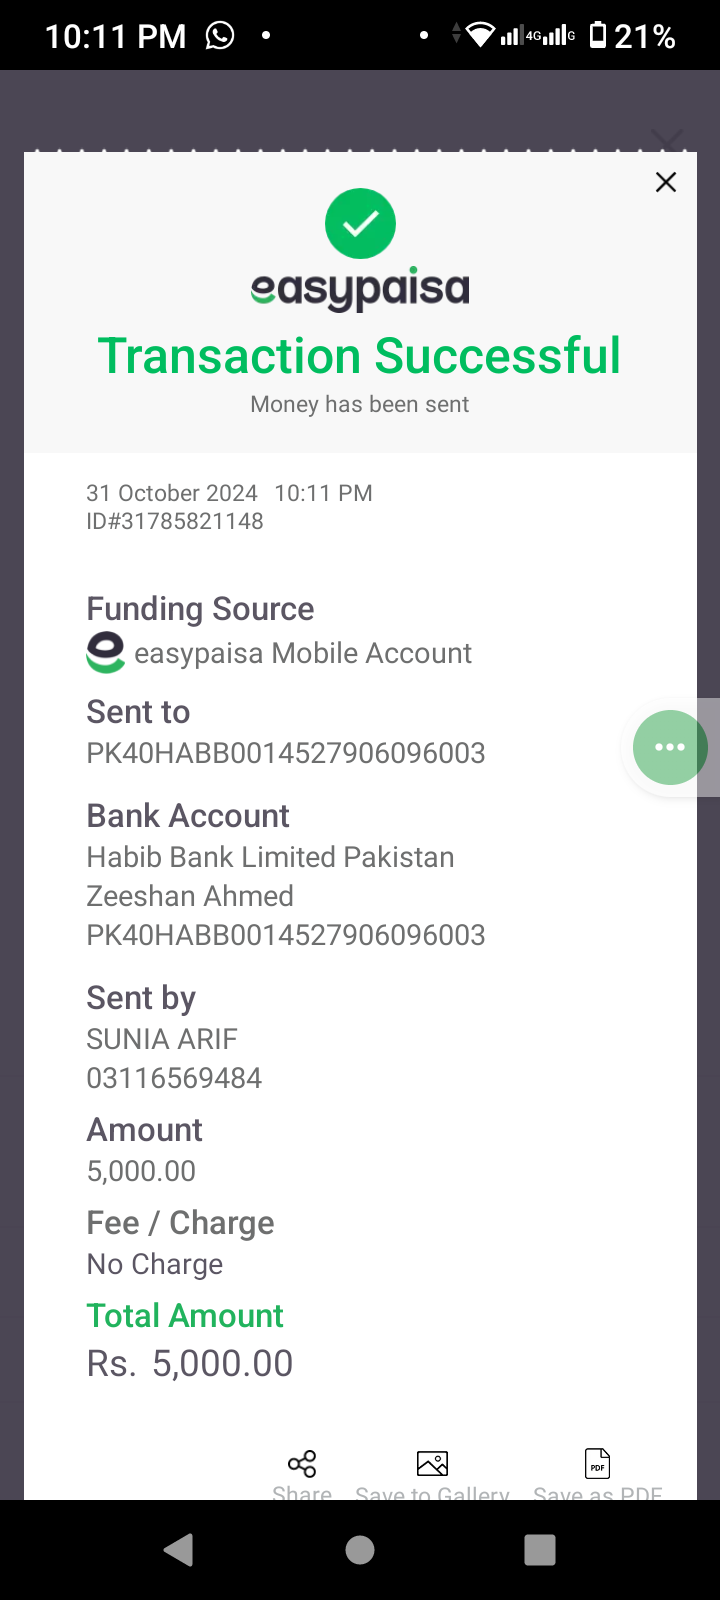 10:11 PM
4G G 21%
easypaisa
Transaction Successful
Money has been sent
31 October 2024 10:11 PM
ID#31785821148
Funding Source
easypaisa Mobile Account
Sent to
PK40HABB0014527906096003
Bank Account
Habib Bank Limited Pakistan
Zeeshan Ahmed
PK40HABB0014527906096003
Sent by
SUNIA ARIF
03116569484
Amount
5,000.00
Fee / Charge
No Charge
Total Amount
Rs. 5,000.00
PDF
Share Save to Gallery Save as PDF